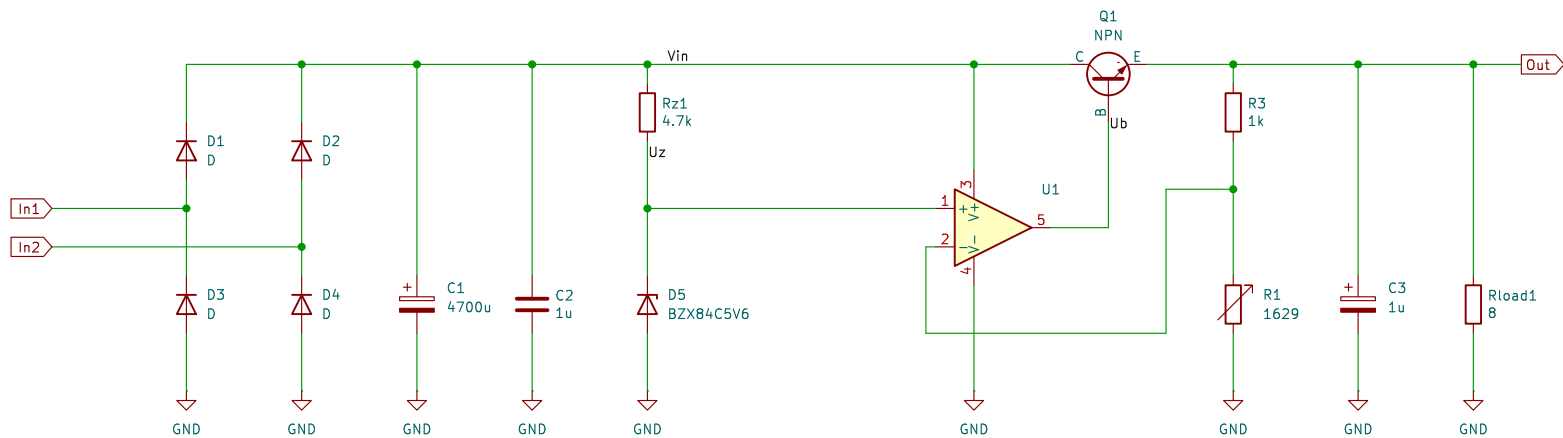 Q1
NPN
Vin
C
E
Out
Rz1
4.7k
B
Ub
R3
1k
D1
D
D2
D
Uz
U1
In1
1
+
3
V+
5
In2
2
−
V-
4
D3
D
D4
D
+
C1
4700u
C2
1u
D5
BZX84C5V6
R1
1629
+
C3
1u
Rload1
8
GND
GND
GND
GND
GND
GND
GND
GND
GND